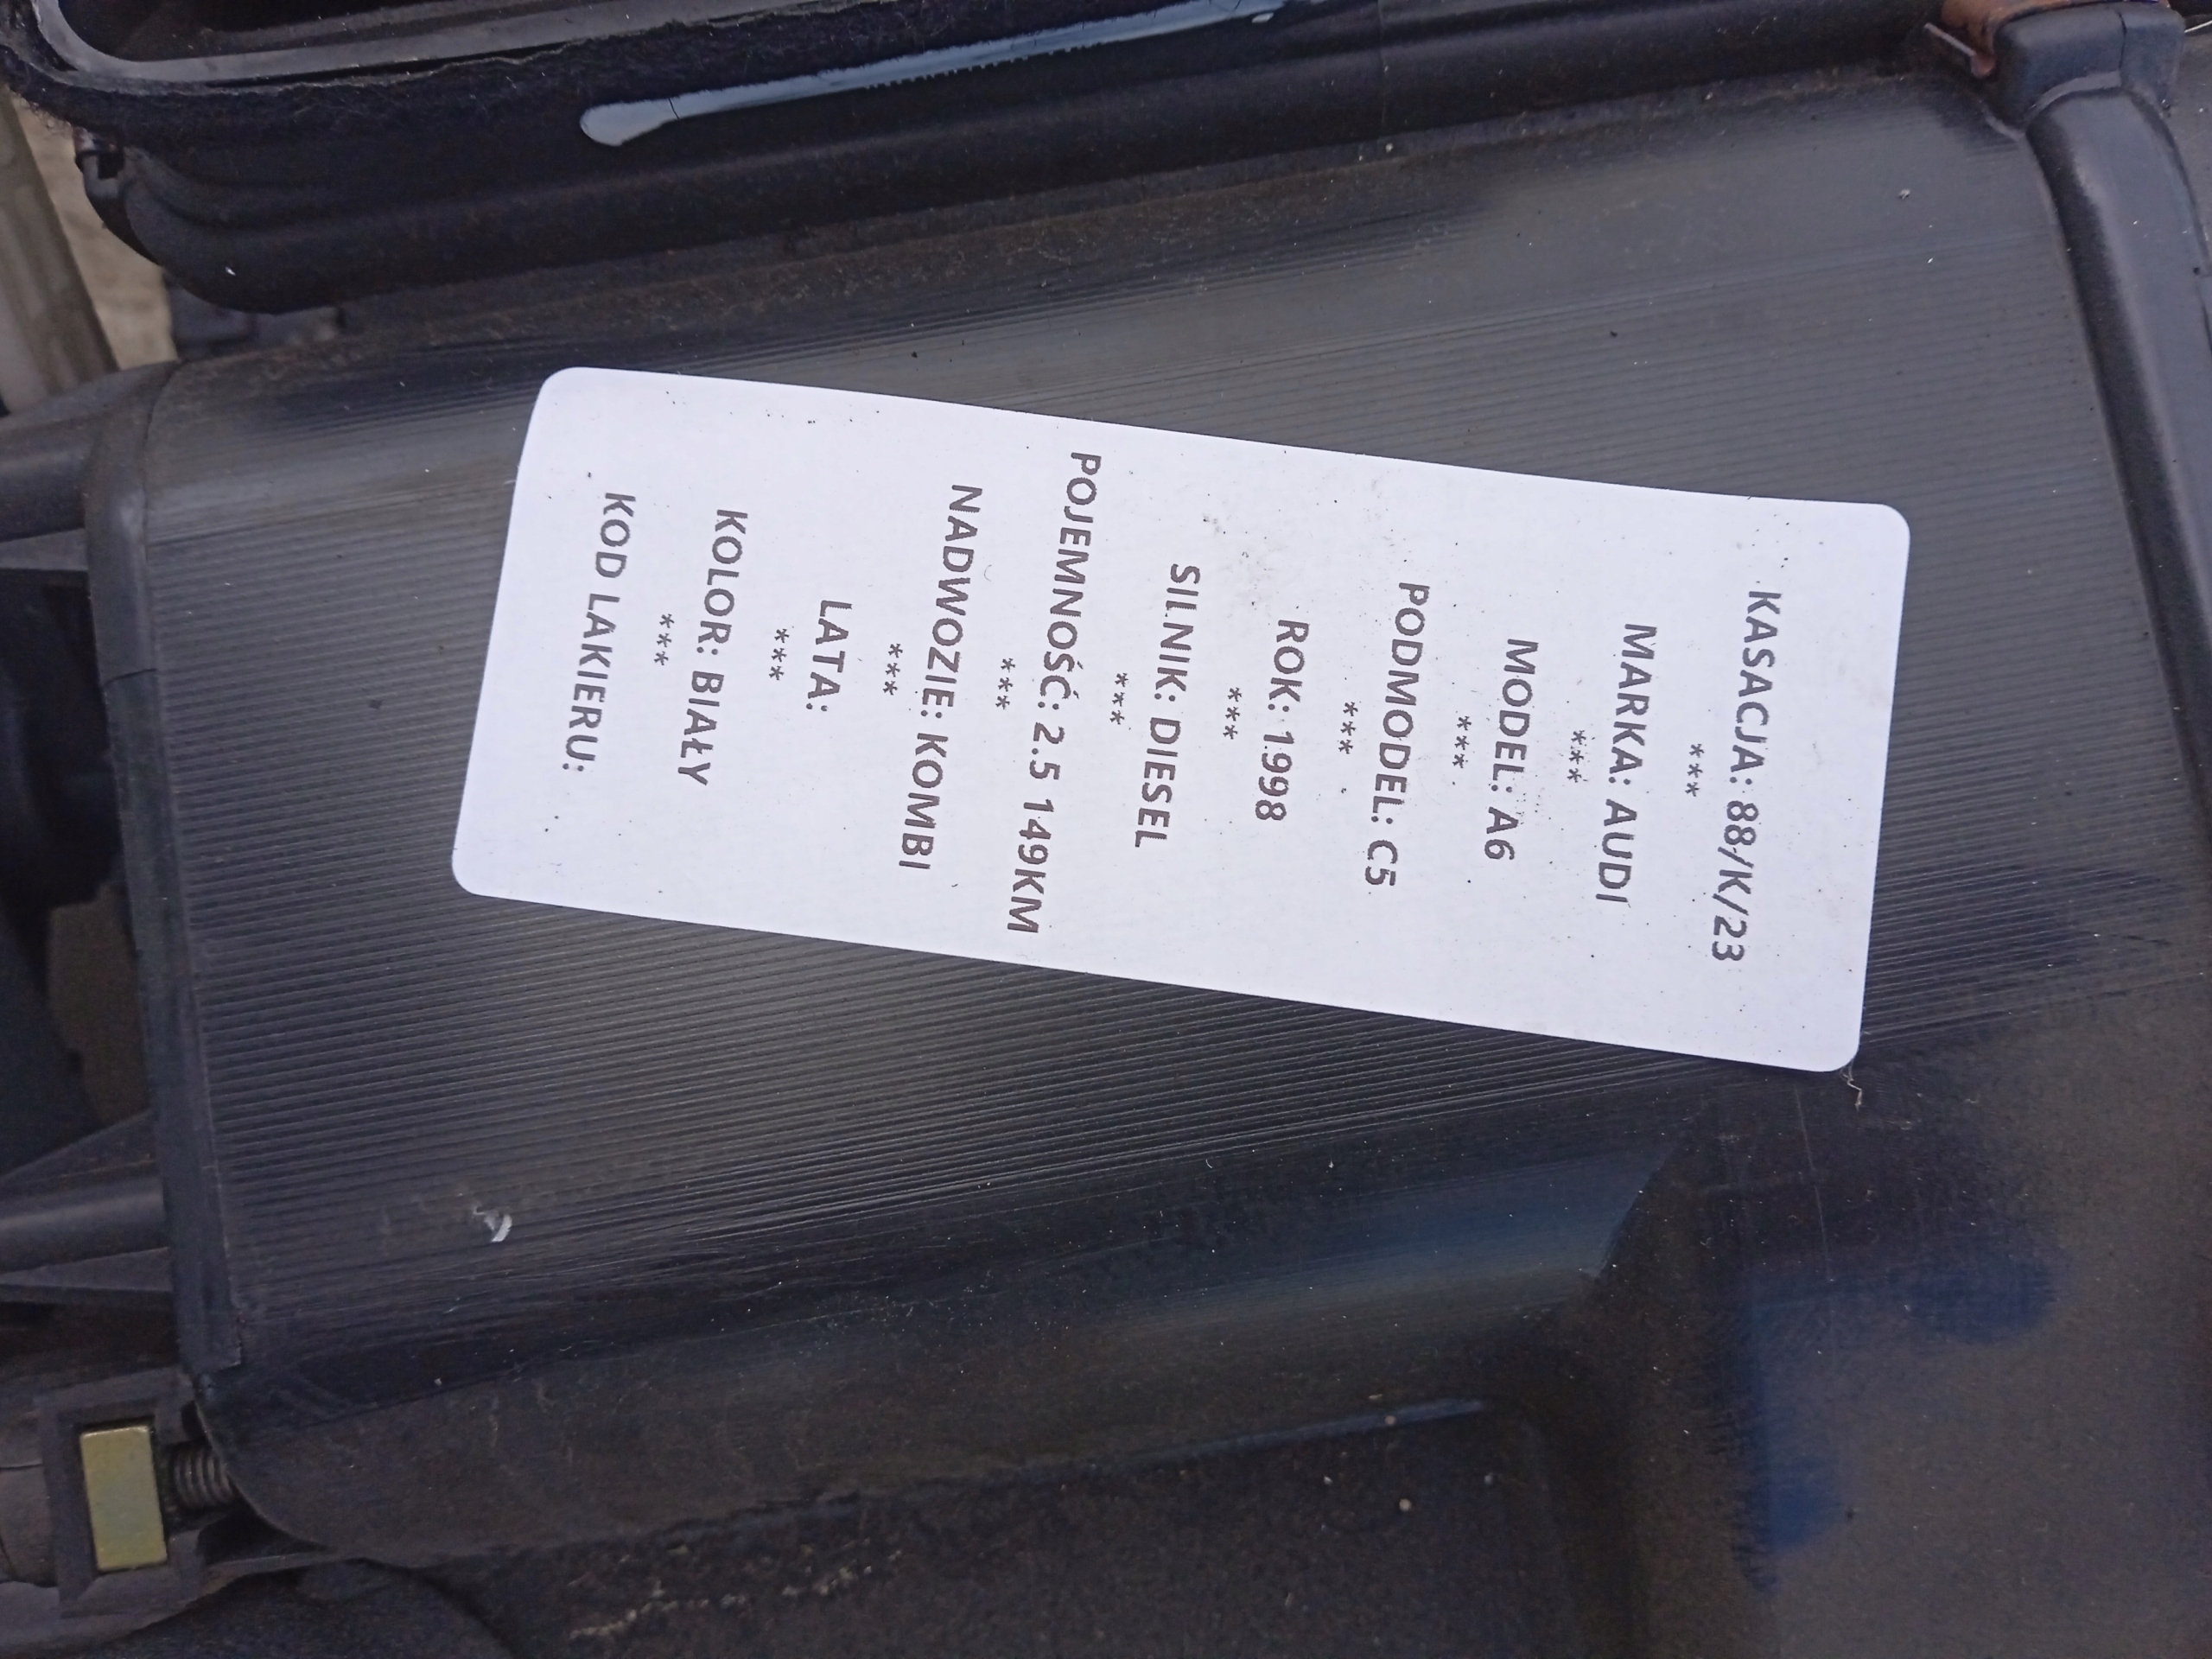 KASACJA: 88/K/23
***
MARKA: AUDI
***
MODEL: A6
***
PODMODEL: C5
***
ROK: 1998
***
SILNIK: DIESEL
***
POJEMNOŚĆ: 2.5 149KM
***
NADWOZIE: KOMBI
***
LATA:
***
KOLOR: BIAŁY
***
KOD LAKIERU: